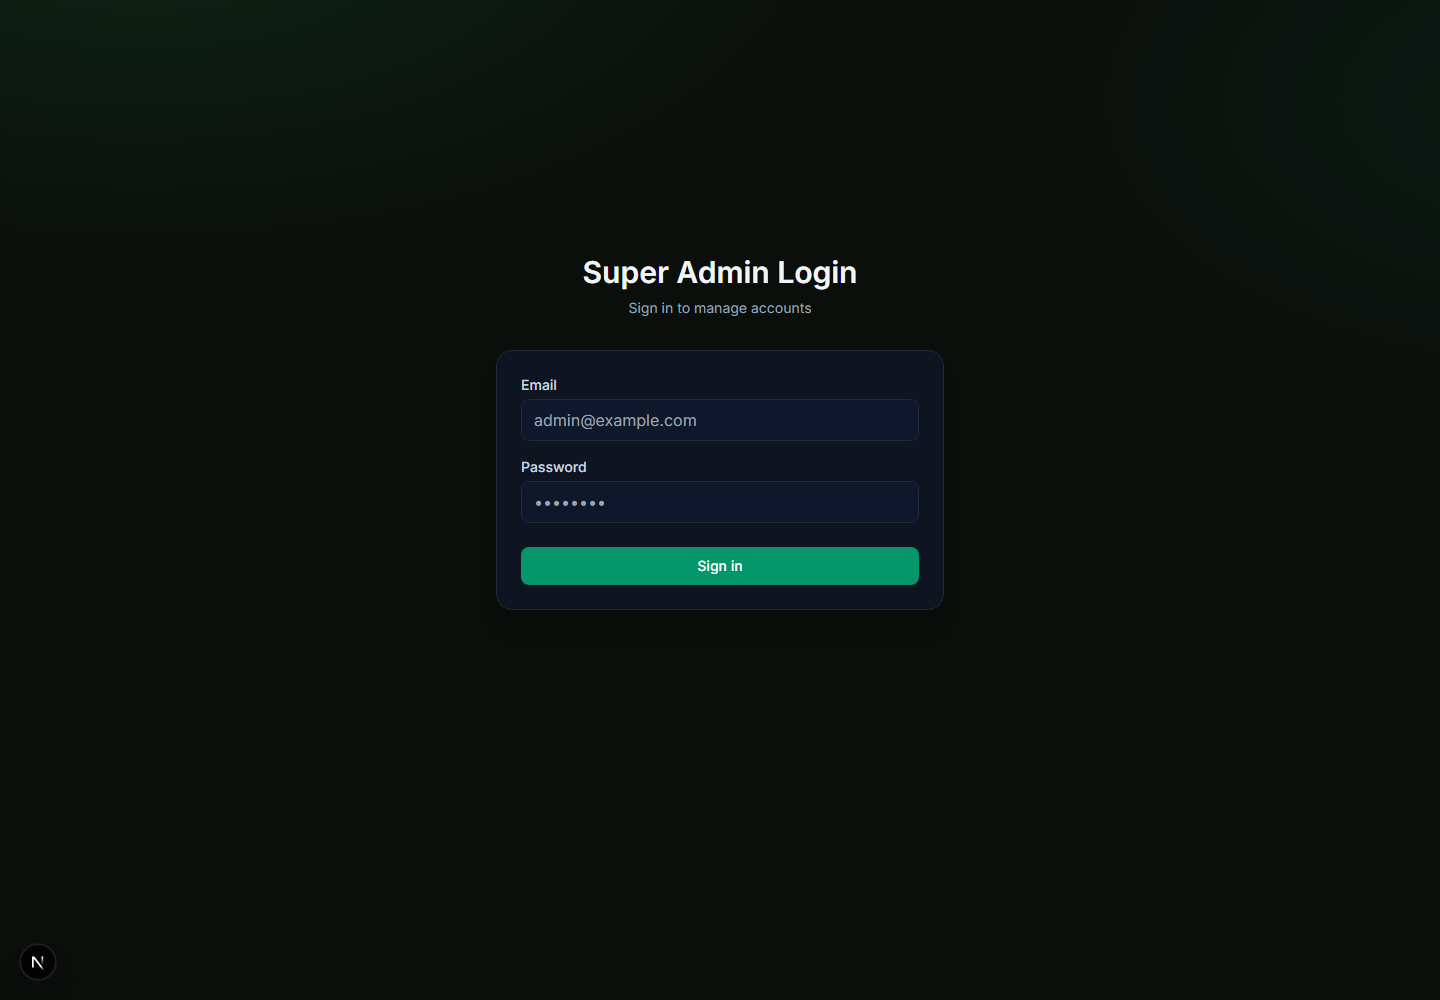 Super Admin Login
Sign in to manage accounts
Email
admin@example.com
Password
••••••••
Sign in
N